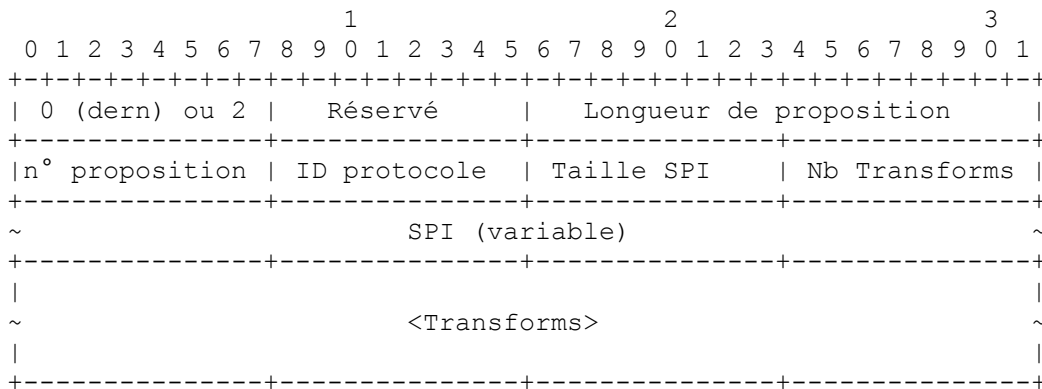 1                   2                   3
 0 1 2 3 4 5 6 7 8 9 0 1 2 3 4 5 6 7 8 9 0 1 2 3 4 5 6 7 8 9 0 1
+-+-+-+-+-+-+-+-+-+-+-+-+-+-+-+-+-+-+-+-+-+-+-+-+-+-+-+-+-+-+-+-+
| 0 (dern) ou 2 |   Réservé     |   Longueur de proposition     |
+---------------+---------------+---------------+---------------+
|n° proposition | ID protocole  | Taille SPI    | Nb Transforms |
+---------------+---------------+---------------+---------------+
~                        SPI (variable)                         ~
+---------------+---------------+---------------+---------------+
|                                                               |
~                        <Transforms>                           ~
|                                                               |
+---------------+---------------+---------------+---------------+